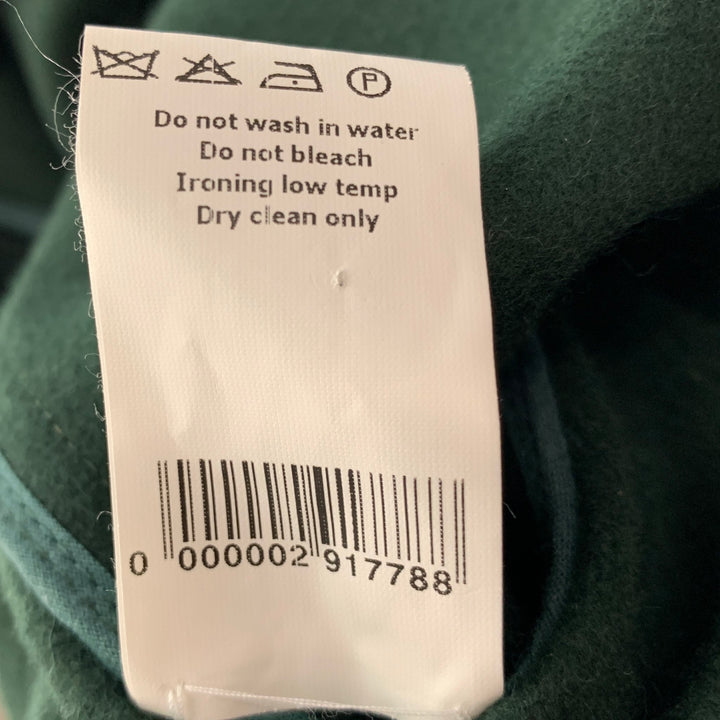 P
Do not wash in water
Do not bleach
Ironing low temp
Dry clean only
0 000002 917788